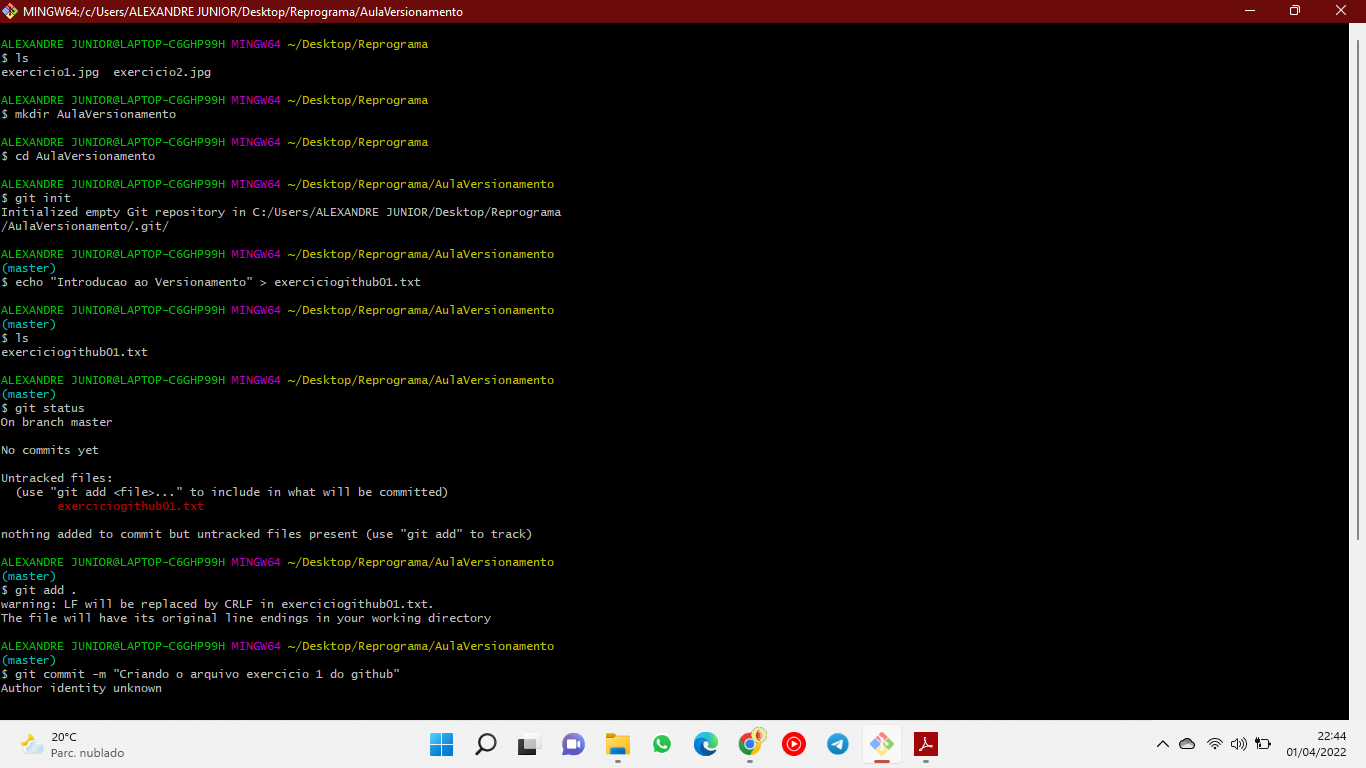 MINGW64:/c/Users/ALEXANDRE JUNIOR/Desktop/Reprograma/AulaVersionamento
ALEXANDRE JUNIOR@LAPTOP-C6GHP99H MINGW64 ~/Desktop/Reprograma
$ ls
exercicio1.jpg  exercicio2.jpg
ALEXANDRE JUNIOR@LAPTOP-C6GHP99H MINGW64 ~/Desktop/Reprograma
$ mkdir AulaVersionamento
ALEXANDRE JUNIOR@LAPTOP-C6GHP99H MINGW64 ~/Desktop/Reprograma
$ cd AulaVersionamento
ALEXANDRE JUNIOR@LAPTOP-C6GHP99H MINGW64 ~/Desktop/Reprograma/AulaVersionamento
$ git init
Initialized empty Git repository in C:/Users/ALEXANDRE JUNIOR/Desktop/Reprograma
/AulaVersionamento/.git/
ALEXANDRE JUNIOR@LAPTOP-C6GHP99H MINGW64 ~/Desktop/Reprograma/AulaVersionamento
(master)
$ echo "Introducao ao Versionamento" > exerciciogithub01.txt
ALEXANDRE JUNIOR@LAPTOP-C6GHP99H MINGW64 ~/Desktop/Reprograma/AulaVersionamento
(master)
$ ls
exerciciogithub01.txt
ALEXANDRE JUNIOR@LAPTOP-C6GHP99H MINGW64 ~/Desktop/Reprograma/AulaVersionamento
(master)
$ git status
On branch master
No commits yet
Untracked files:
  (use "git add <file>..." to include in what will be committed)
        exerciciogithub01.txt
nothing added to commit but untracked files present (use "git add" to track)
ALEXANDRE JUNIOR@LAPTOP-C6GHP99H MINGW64 ~/Desktop/Reprograma/AulaVersionamento
(master)
$ git add .
warning: LF will be replaced by CRLF in exerciciogithub01.txt.
The file will have its original line endings in your working directory
ALEXANDRE JUNIOR@LAPTOP-C6GHP99H MINGW64 ~/Desktop/Reprograma/AulaVersionamento
(master)
$ git commit -m "Criando o arquivo exercicio 1 do github"
Author identity unknown
20°C
Parc. nublado
22:44
01/04/2022